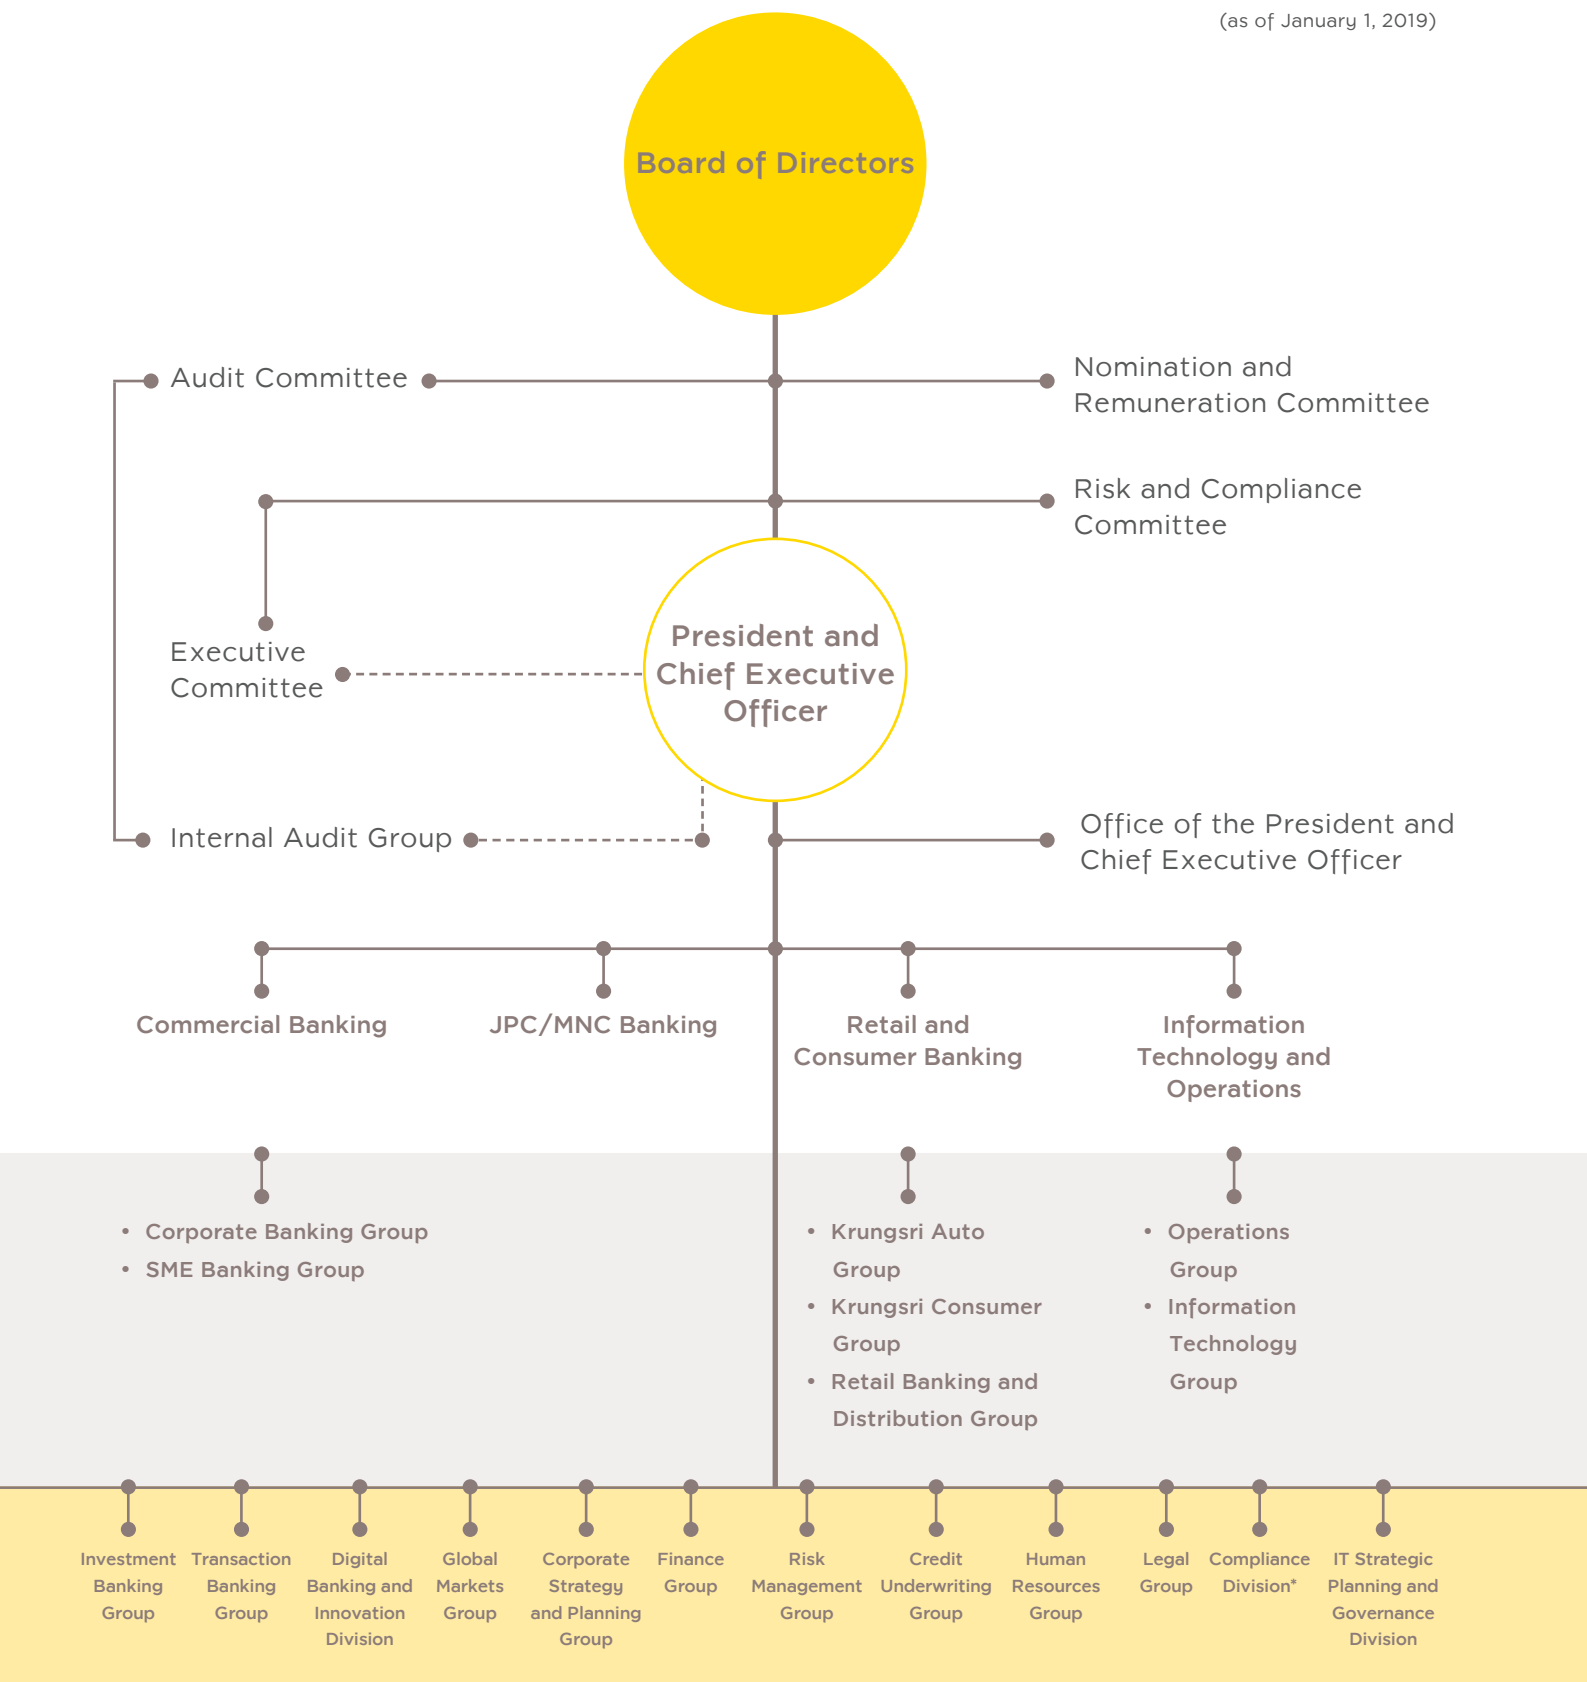 (as of January 1, 2019)
Board of Directors
Audit Committee
Nomination and
Remuneration Committee
Risk and Compliance
Committee
President and
Chief Executive
Officer
Executive
Committee
Internal Audit Group
Office of the President and
Chief Executive Officer
Commercial Banking
JPC/MNC Banking
Retail and
Consumer Banking
Information
Technology and
Operations
• Corporate Banking Group
• SME Banking Group
• Krungsri Auto
Group
• Krungsri Consumer
Group
• Retail Banking and
Distribution Group
• Operations
Group
• Information
Technology
Group
Investment
Banking
Group
Transaction
Banking
Group
Digital
Banking and
Innovation
Division
Global
Markets
Group
Corporate
Strategy
and Planning
Group
Finance
Group
Risk
Management
Group
Credit
Underwriting
Group
Human
Resources
Group
Legal
Group
Compliance
Division*
IT Strategic
Planning and
Governance
Division